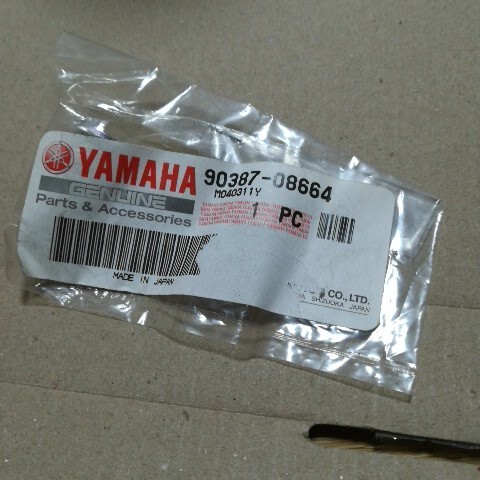 YAMAHA
GENUINE
Parts & Accessories
90387-08664
M040311Y
1 PC
MADE IN JAPAN
CO.,LTD.
SHIZUOKA JAPAN